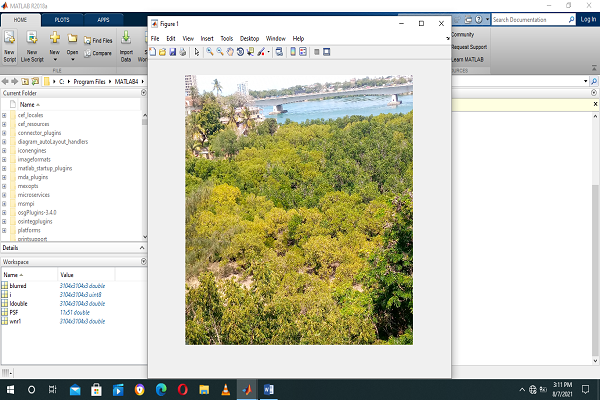 MATLAB R2018a
HOME PLOTS APPS
Search Documentation Log In
New Script
New Live Script
New
Open
Find Files
Compare
Import Data
FILE
Community
Request Support
Learn MATLAB
C: Program Files MATLAB4
Current Folder
Name
cef_locales
cef_resources
connector_plugins
diagram_autoLayout_handlers
iconengines
imageformats
matlab_startup_plugins
mda_plugins
mexopts
microservices
msmpi
osgPlugins-3.4.0
osintegplugins
platforms
printsupport
Details
Workspace
Name Value
blurred 3104x3104x3 double
i 3104x3104x3 uint8
Idouble 3104x3104x3 double
PSF 11x51 double
wnr1 3104x3104x3 double
Figure 1
File Edit View Insert Tools Desktop Window Help
3:11 PM
8/7/2021